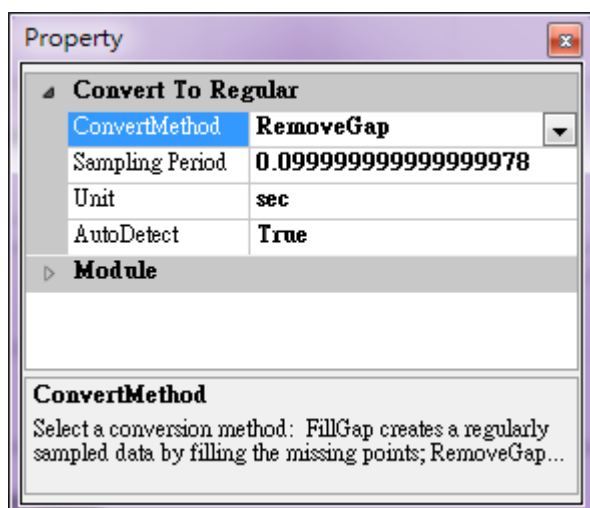 Property
Convert To Regular
ConvertMethod RemoveGap
Sampling Period 0.0999999999999999978
Unit sec
AutoDetect True
Module
ConvertMethod
Select a conversion method: FillGap creates a regularly
sampled data by filling the missing points; RemoveGap...